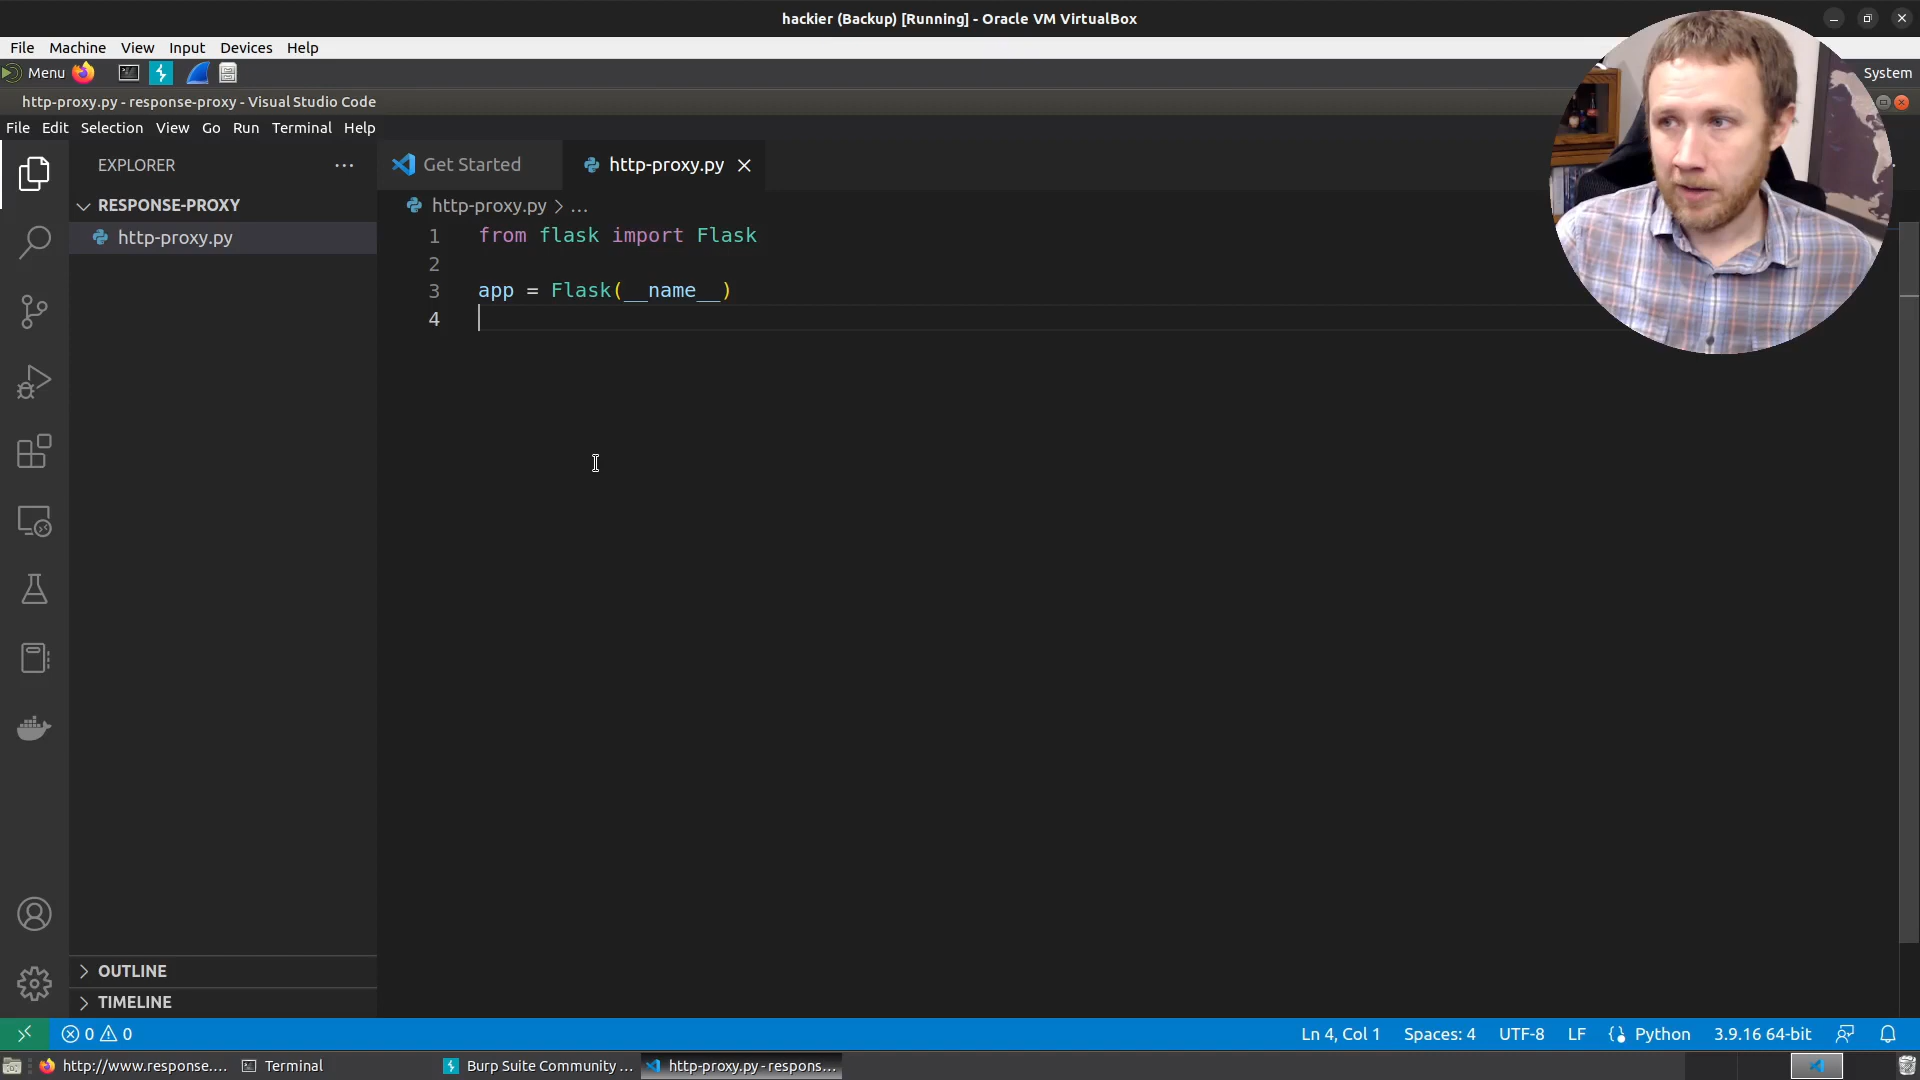 hackier (Backup) [Running] - Oracle VM VirtualBox
File Machine View Input Devices Help
Menu
System
http-proxy.py - response-proxy - Visual Studio Code
File Edit Selection View Go Run Terminal Help
EXPLORER
Get Started
http-proxy.py
RESPONSE-PROXY
http-proxy.py
http-proxy.py > ...
1 from flask import Flask
2
3 app = Flask(__name__)
4
OUTLINE
TIMELINE
0 0
Ln 4, Col 1 Spaces: 4 UTF-8 LF Python 3.9.16 64-bit
http://www.response.... Terminal Burp Suite Community ... http-proxy.py - respons...